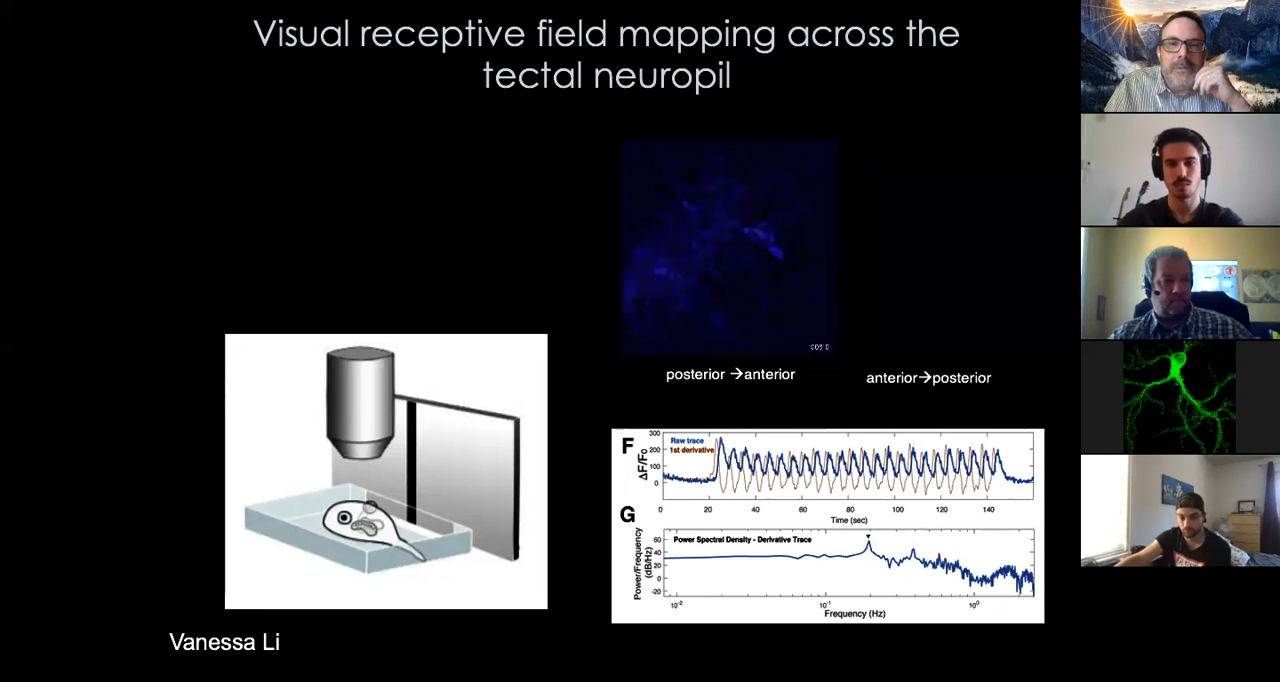 Visual receptive field mapping across the
tectal neuropil
posterior →anterior
anterior→posterior
F
Raw trace
1st derivative
ΔF/F₀
300
200
100
0
0
20
40
60
80
100
120
140
Time (sec)
G
Power Spectral Density - Derivative Trace
Power/Frequency
(dB/Hz)
60
40
20
0
-20
10⁻²
10⁻¹
10⁰
Frequency (Hz)
Vanessa Li